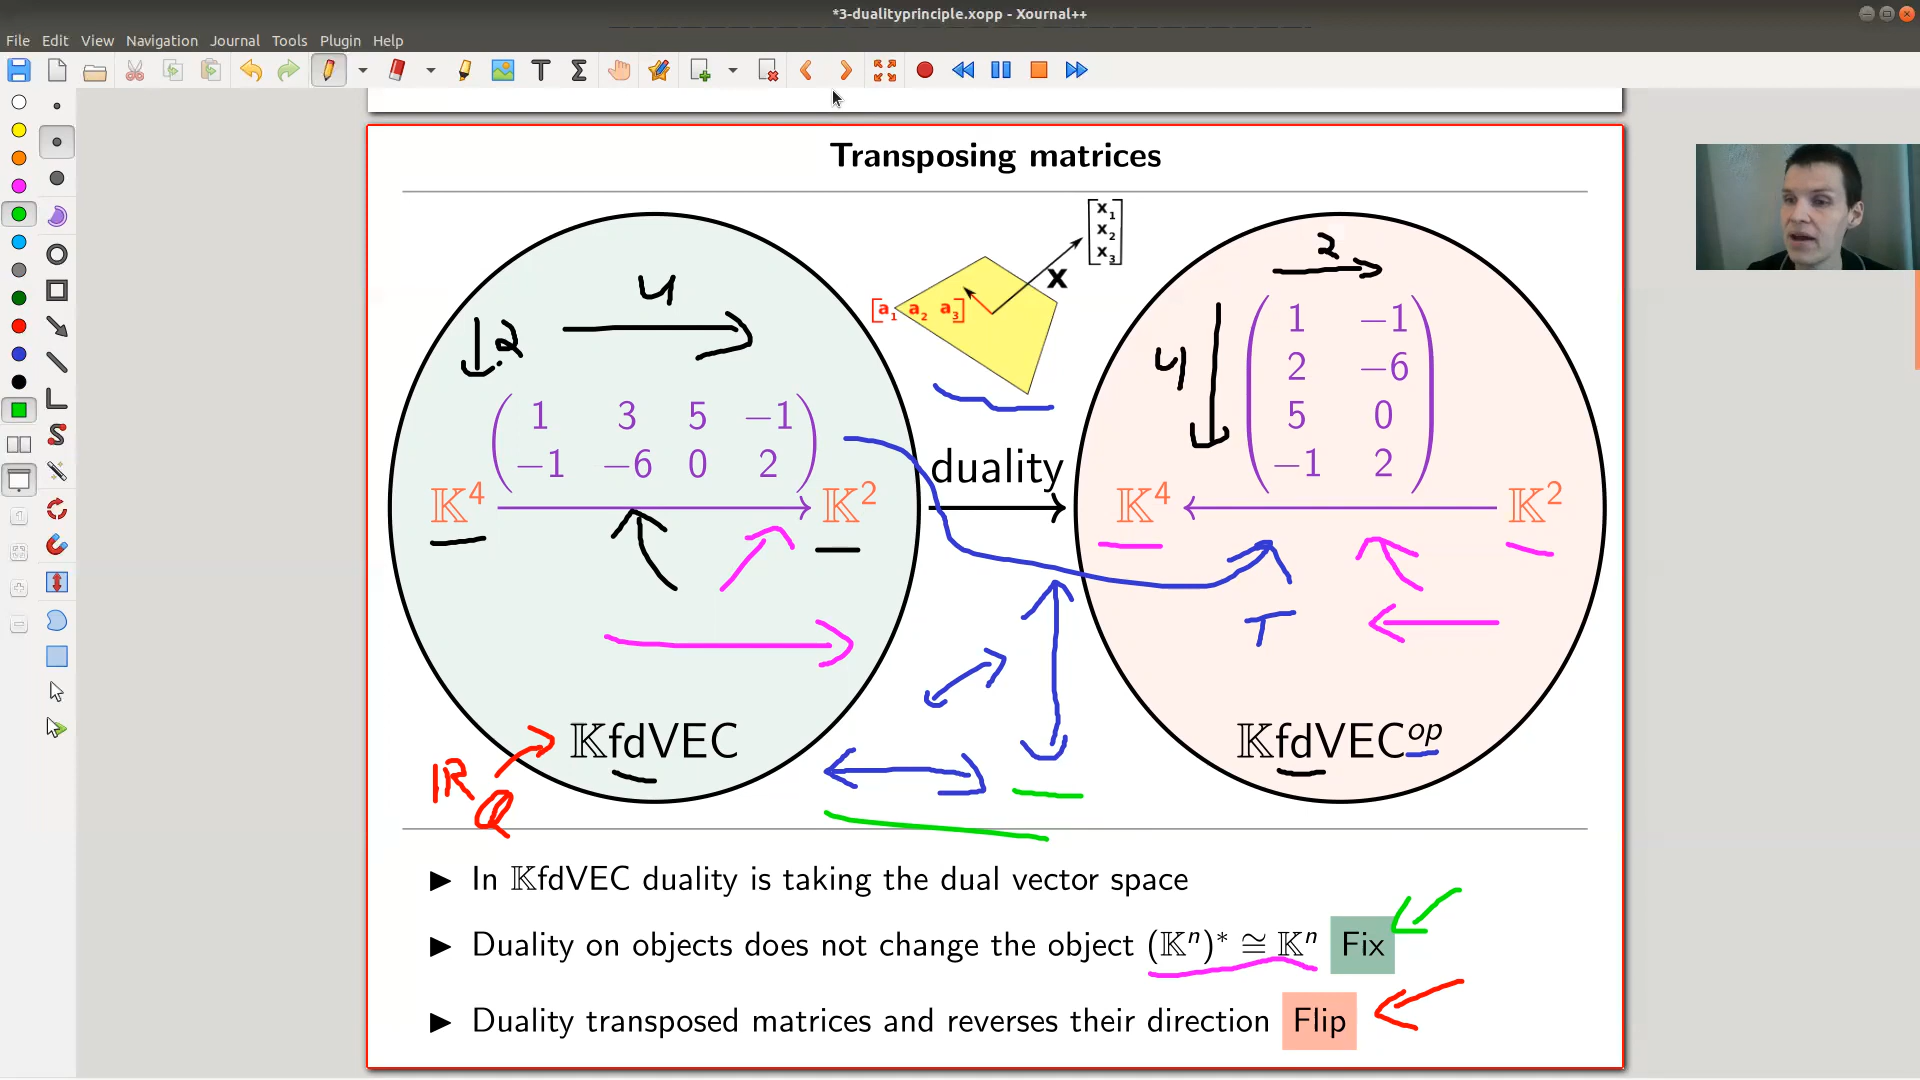 *3-dualityprinciple.xopp - Xournal++
File Edit View Navigation Journal Tools Plugin Help
Transposing matrices
4
2
( 1 3 5 −1
−1 −6 0 2 )
𝕂⁴
𝕂²
𝕂fdVEC
ℝ
ℚ
[a₁ a₂ a₃]
x
[x₁
x₂
x₃]
duality
2
4
( 1 −1
2 −6
5 0
−1 2 )
𝕂⁴
𝕂²
T
𝕂fdVECᵒᵖ
▶ In 𝕂fdVEC duality is taking the dual vector space
▶ Duality on objects does not change the object (𝕂ⁿ)* ≅ 𝕂ⁿ Fix
▶ Duality transposed matrices and reverses their direction Flip